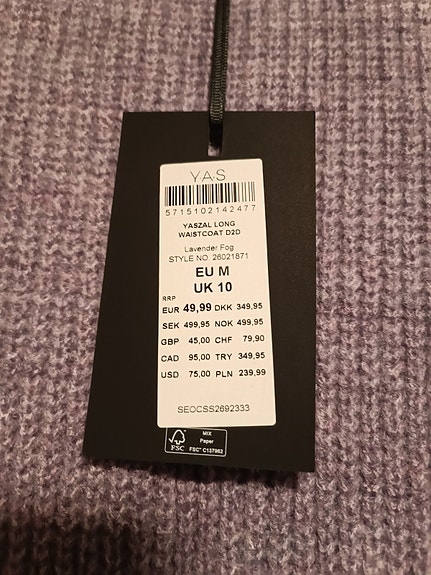 Y.A.S
5715102142477
YASZAL LONG
WAISTCOAT D2D
Lavender Fog
STYLE NO. 26021871
EU M
UK 10
RRP
EUR 49,99 DKK 349,95
SEK 499,95 NOK 499,95
GBP 45,00 CHF 79,90
CAD 95,00 TRY 349,95
USD 75,00 PLN 239,99
SEOCSS2692333
FSC
MIX
Paper
FSC® C137982